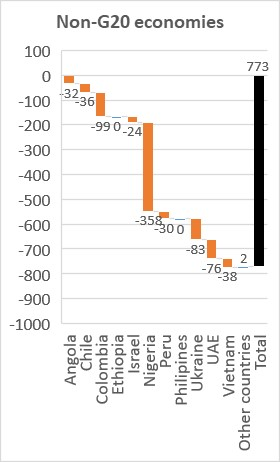 Non-G20 economies
100
0
-100
-200
-300
-400
-500
-600
-700
-800
-900
-1000
773
-32
-36
-99
0
-24
-358
-30
0
-83
-76
-38
2
Angola
Chile
Colombia
Ethiopia
Israel
Nigeria
Peru
Philipines
Ukraine
UAE
Vietnam
Other countries
Total